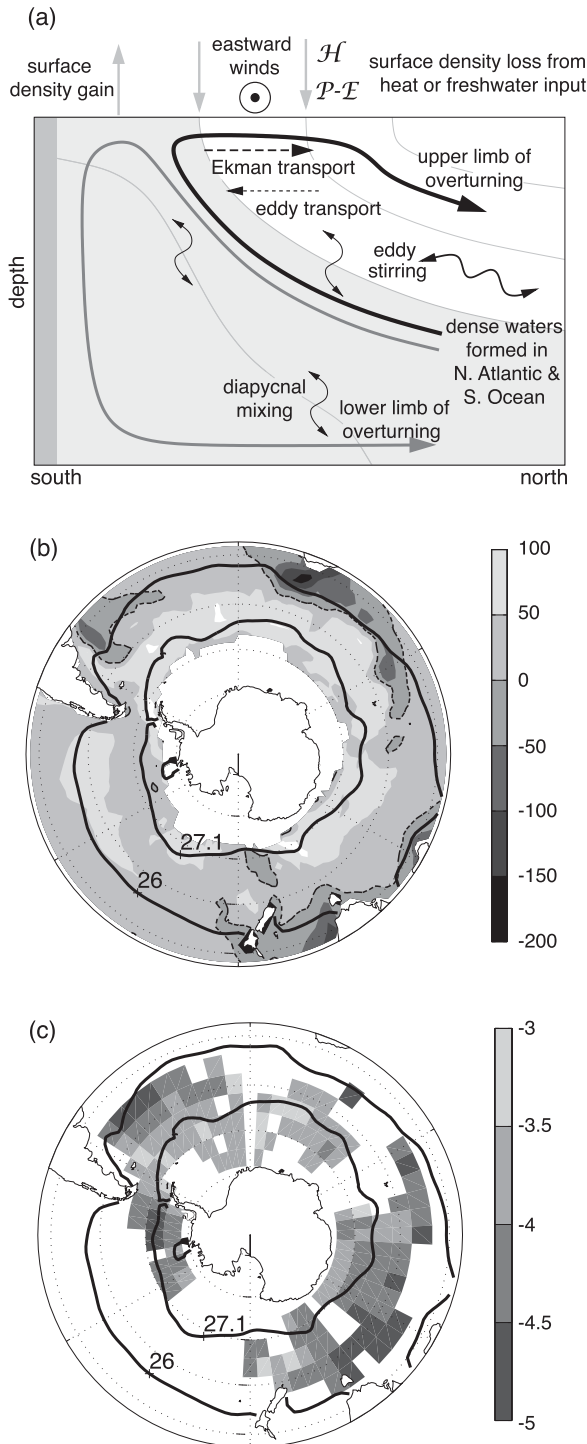 (a)
surface
density gain
eastward
winds
ℋ
𝒫-ℰ
surface density loss from
heat or freshwater input
Ekman transport
eddy transport
upper limb of
overturning
eddy
stirring
depth
dense waters
formed in
N. Atlantic &
S. Ocean
diapycnal
mixing
lower limb of
overturning
south
north
(b)
27.1
26
100
50
0
-50
-100
-150
-200
(c)
27.1
26
-3
-3.5
-4
-4.5
-5